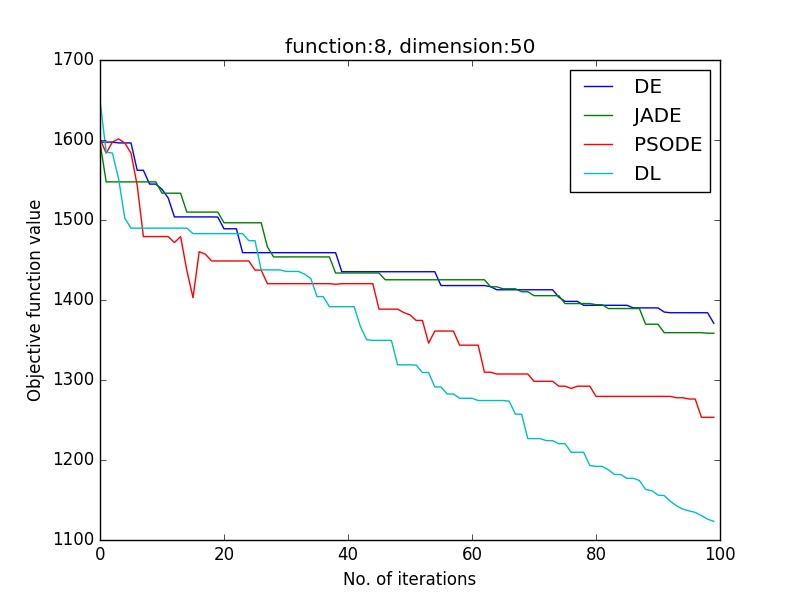 function:8, dimension:50
1700
1600
1500
1400
1300
1200
1100
Objective function value
DE
JADE
PSODE
DL
0
20
40
60
80
100
No. of iterations